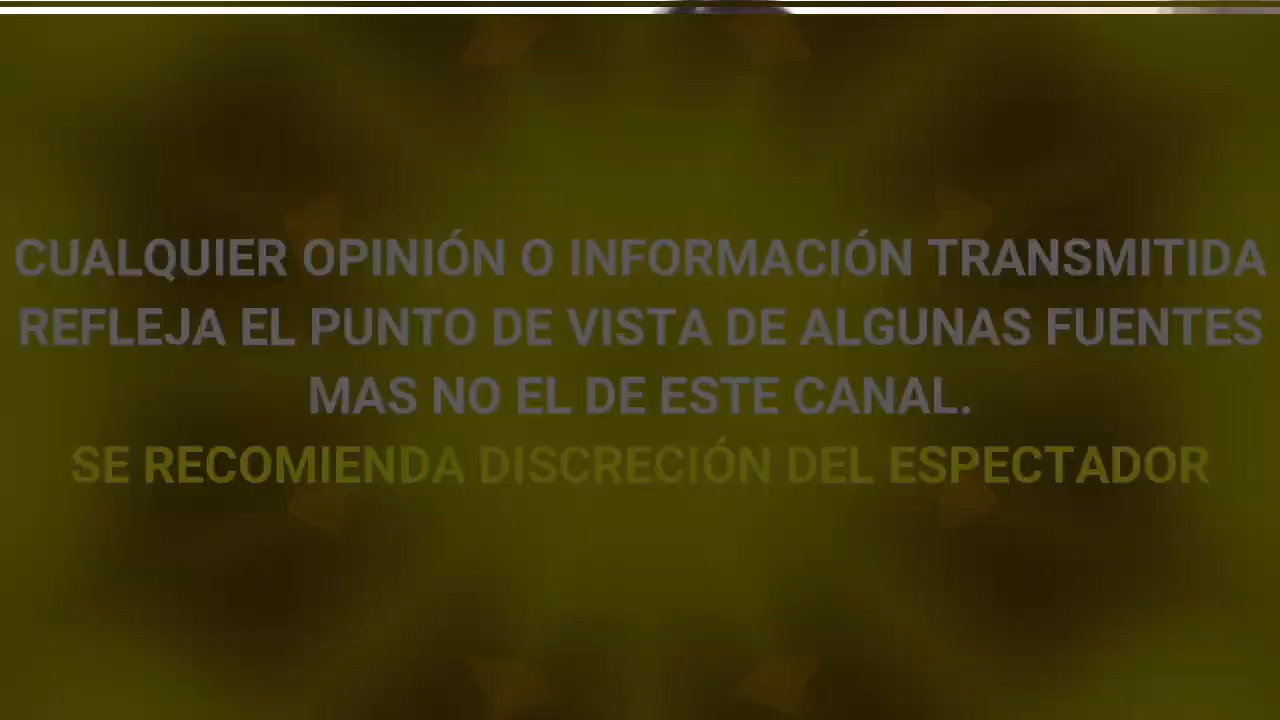 CUALQUIER OPINIÓN O INFORMACIÓN TRANSMITIDA
REFLEJA EL PUNTO DE VISTA DE ALGUNAS FUENTES
MAS NO EL DE ESTE CANAL.
SE RECOMIENDA DISCRECIÓN DEL ESPECTADOR